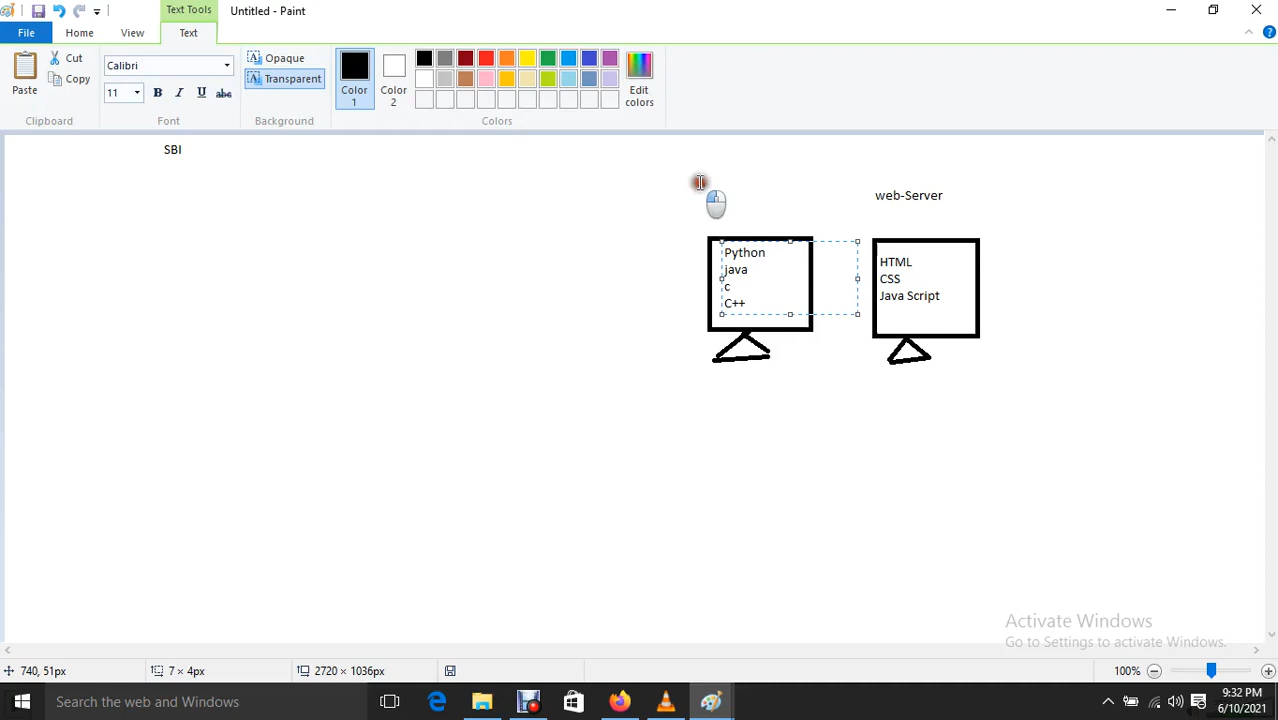 Text Tools
Untitled - Paint
File
Home
View
Text
Paste
Cut
Copy
Clipboard
Calibri
11
B
I
U
abc
Font
A
Opaque
A
Transparent
Background
Color
1
Color
2
Edit
colors
Colors
SBI
web-Server
Python
java
c
C++
HTML
CSS
Java Script
Activate Windows
Go to Settings to activate Windows.
740, 51px
7 × 4px
2720 × 1036px
100%
Search the web and Windows
9:32 PM
6/10/2021